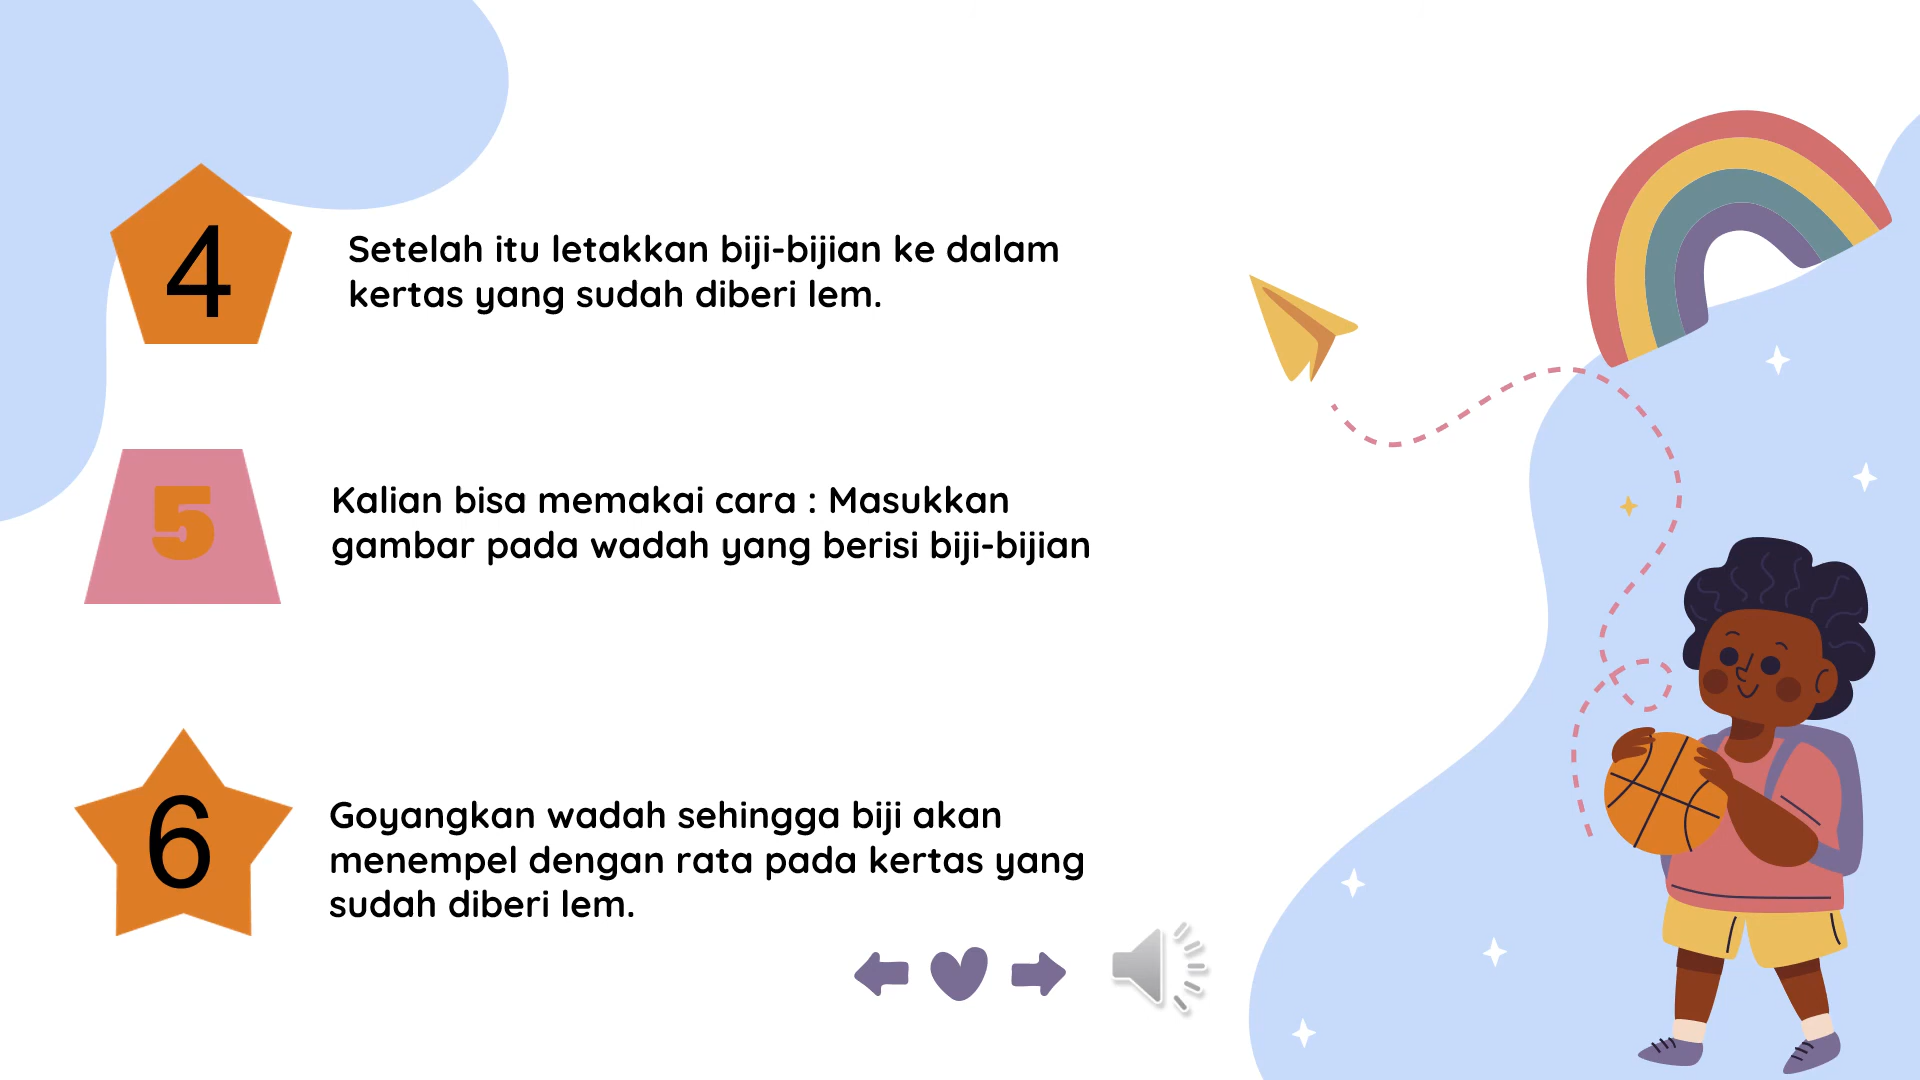 4
Setelah itu letakkan biji-bijian ke dalam
kertas yang sudah diberi lem.
5
Kalian bisa memakai cara : Masukkan
gambar pada wadah yang berisi biji-bijian
6
Goyangkan wadah sehingga biji akan
menempel dengan rata pada kertas yang
sudah diberi lem.